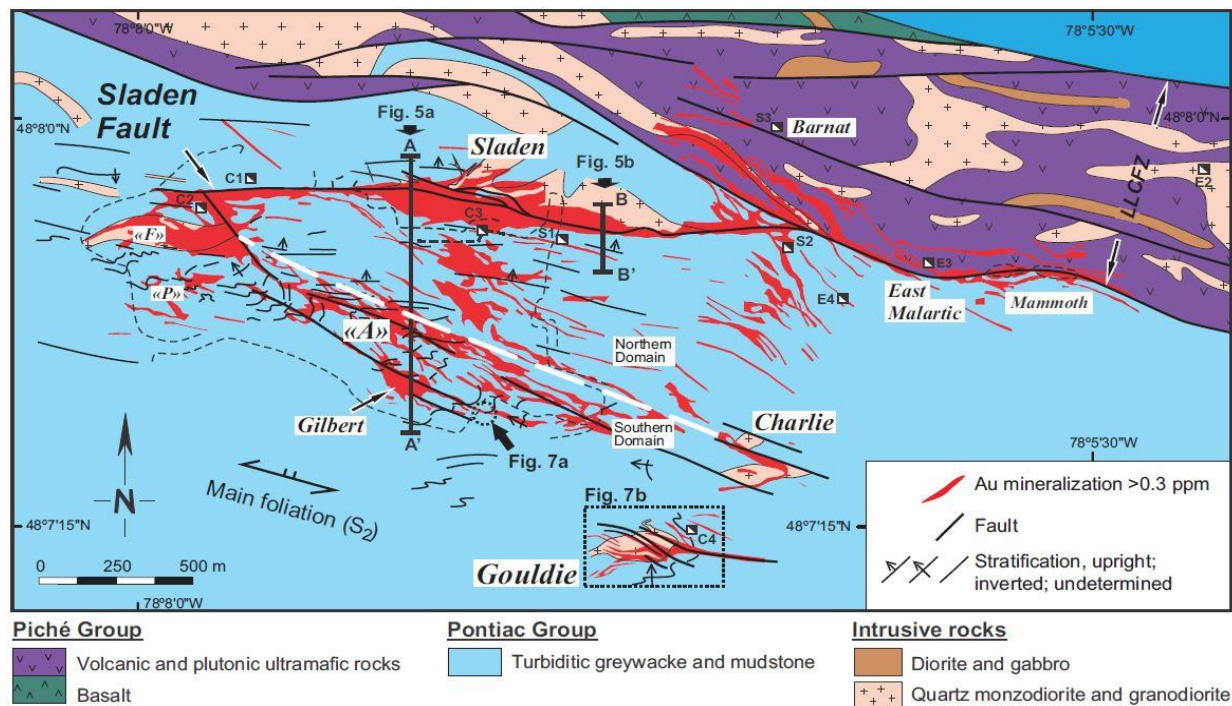 78°8'0"W
78°5'30"W
Sladen
Fault
48°8'0"N
48°8'0"N
Fig. 5a
A
Sladen
Fig. 5b
B
B'
S3
Barnat
E2
LLCFZ
C1
C2
C3
S1
S2
E3
E4
«F»
«P»
«A»
East
Malartic
Mammoth
Northern
Domain
Gilbert
A'
Southern
Domain
Charlie
Fig. 7a
78°5'30"W
N
Main foliation (S2)
48°7'15"N
48°7'15"N
Fig. 7b
C4
Gouldie
0 250 500 m
78°8'0"W
Au mineralization >0.3 ppm
Fault
Stratification, upright;
inverted; undetermined
Piché Group
Volcanic and plutonic ultramafic rocks
Basalt
Pontiac Group
Turbiditic greywacke and mudstone
Intrusive rocks
Diorite and gabbro
Quartz monzodiorite and granodiorite